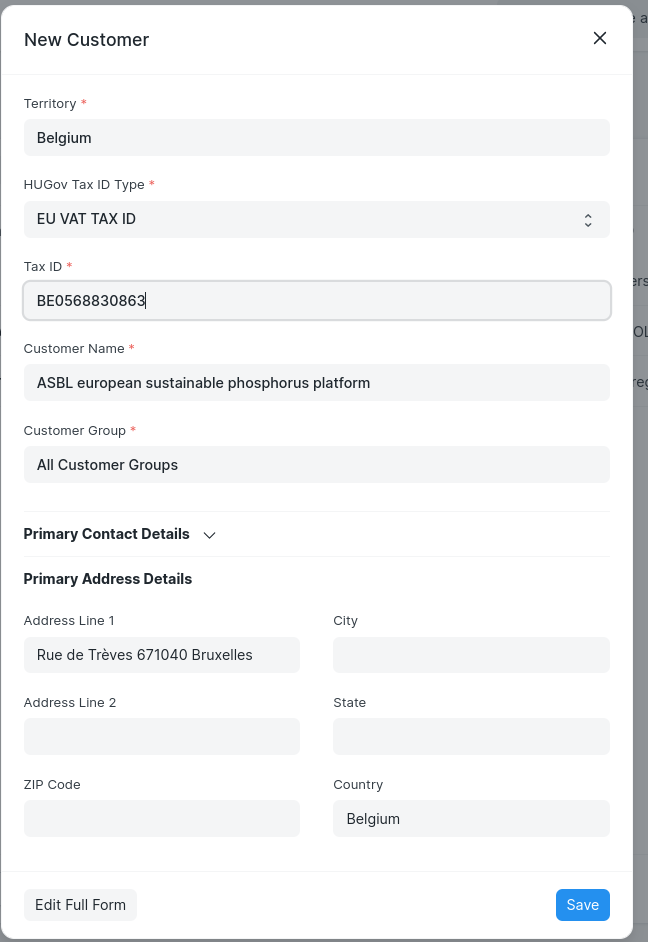 New Customer
Territory *
Belgium
HUGov Tax ID Type *
EU VAT TAX ID
Tax ID *
BE0568830863
Customer Name *
ASBL european sustainable phosphorus platform
Customer Group *
All Customer Groups
Primary Contact Details
Primary Address Details
Address Line 1
City
Rue de Trèves 671040 Bruxelles
Address Line 2
State
ZIP Code
Country
Belgium
Edit Full Form
Save